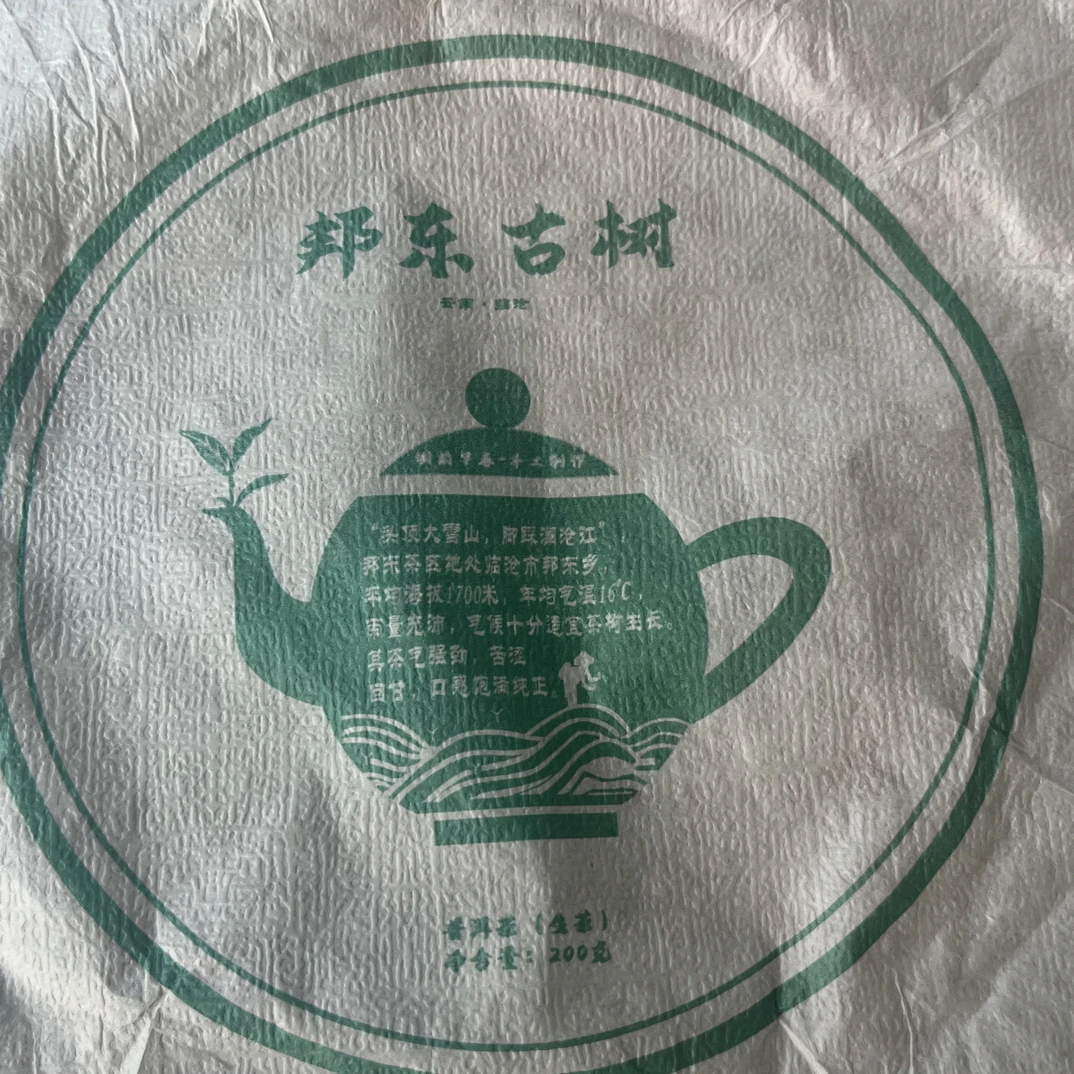 邦东古树
云南·临沧
“头顶大雪山，脚踩澜沧江”，
邦东茶区地处临沧市邦东乡，
平均海拔1700米，年均气温16℃，
雨量充沛，气候十分适宜茶树生长。
其茶气强劲，苦涩
回甘，口感饱满纯正。
普洱茶（生茶）
净含量：200克